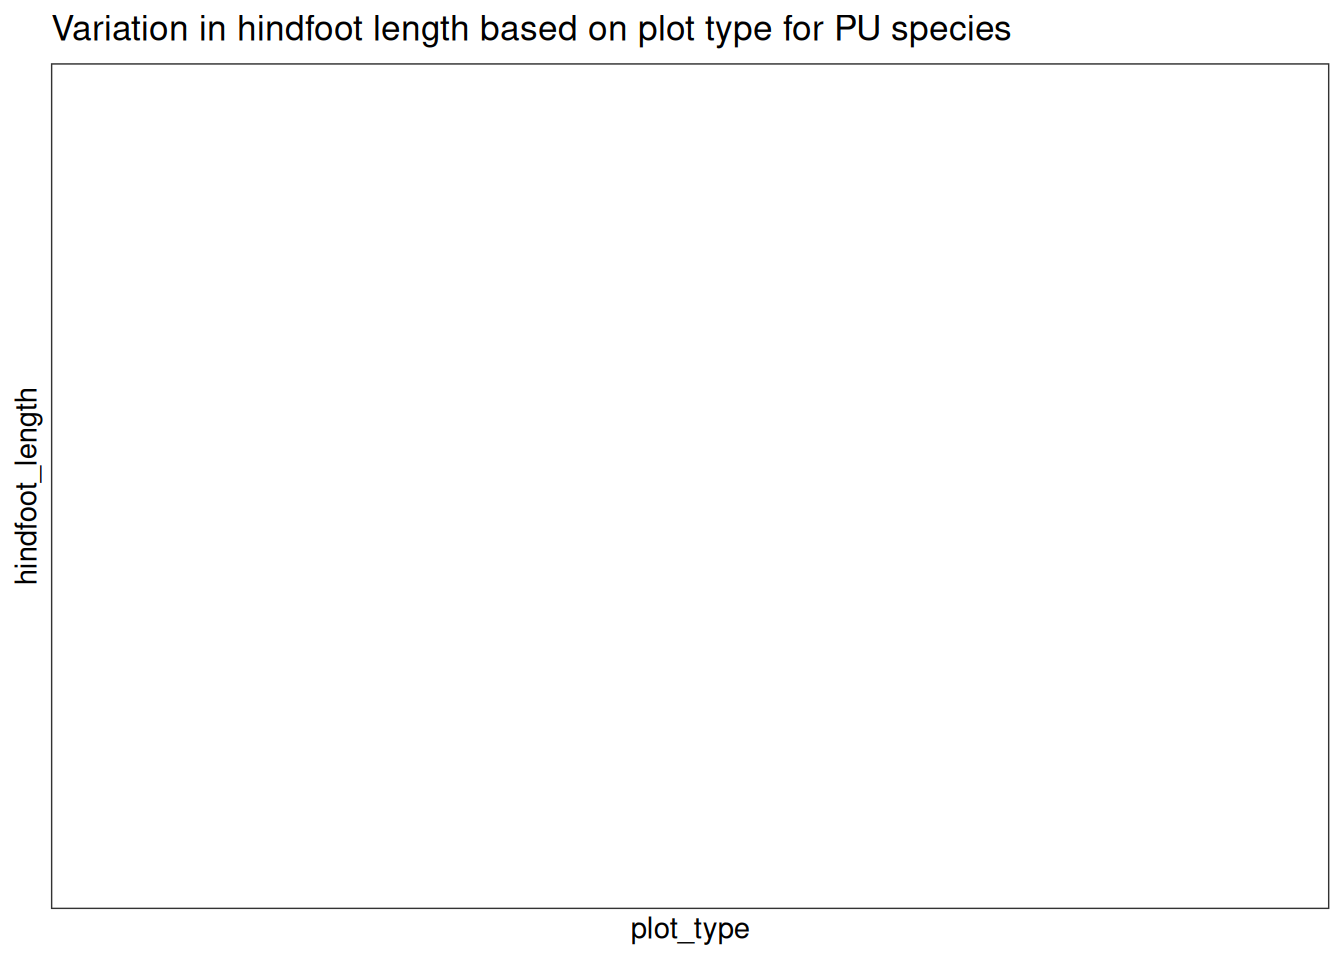 Variation in hindfoot length based on plot type for PU species
hindfoot_length
plot_type